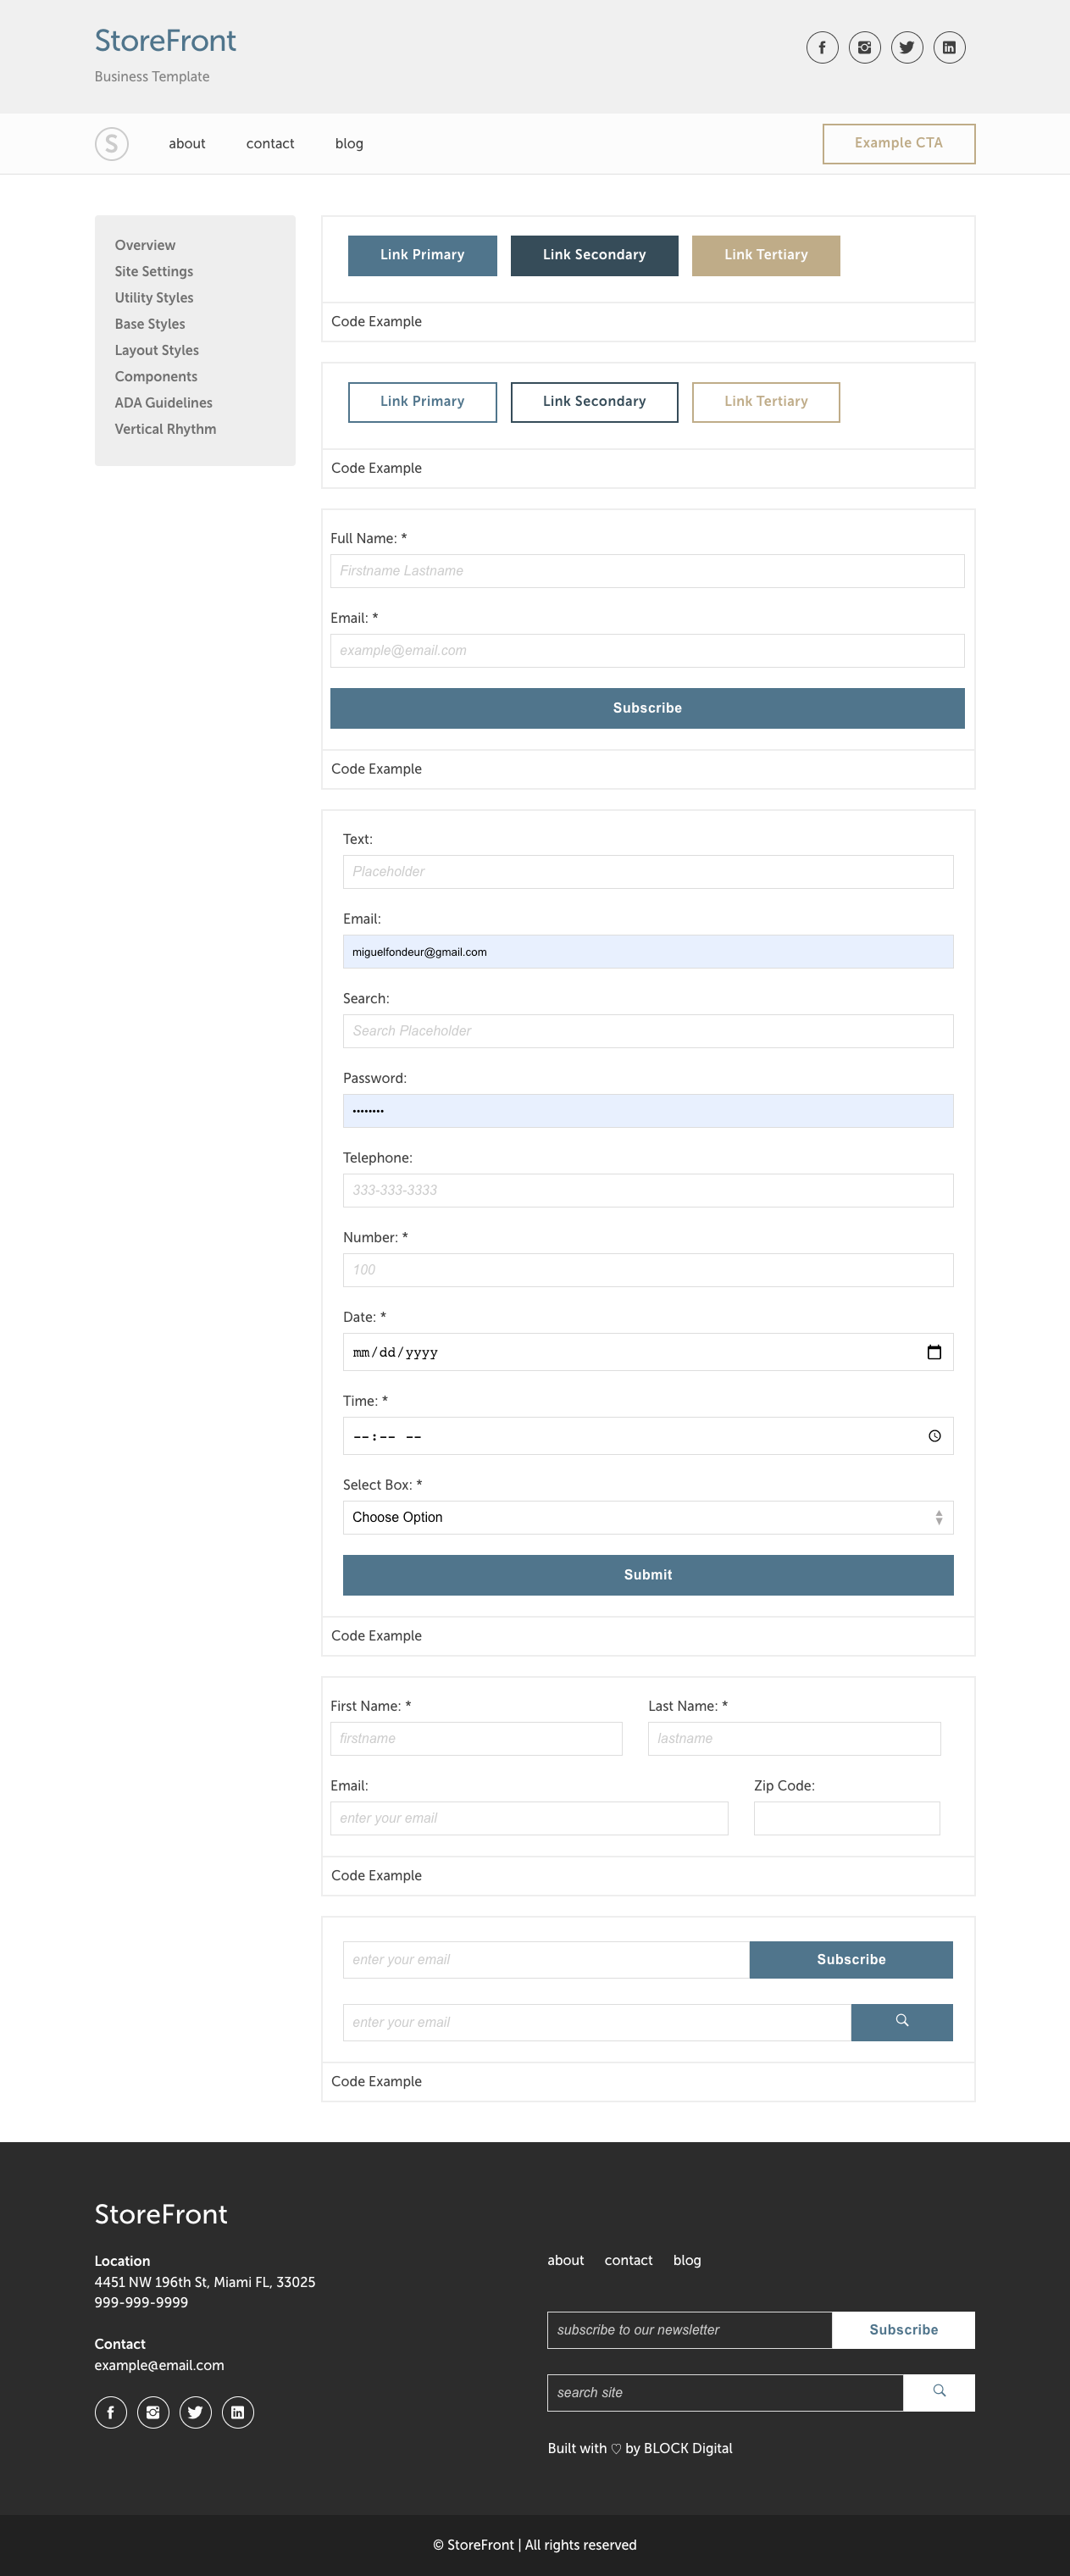 StoreFront
Business Template
S about contact blog Example CTA
Overview
Site Settings
Utility Styles
Base Styles
Layout Styles
Components
ADA Guidelines
Vertical Rhythm
Link Primary Link Secondary Link Tertiary
Code Example
Link Primary Link Secondary Link Tertiary
Code Example
Full Name: *
Firstname Lastname
Email: *
example@email.com
Subscribe
Code Example
Text:
Placeholder
Email:
miguelfondeur@gmail.com
Search:
Search Placeholder
Password:
••••••••
Telephone:
333-333-3333
Number: *
100
Date: *
mm/dd/yyyy
Time: *
--:-- --
Select Box: *
Choose Option
Submit
Code Example
First Name: * Last Name: *
firstname lastname
Email: Zip Code:
enter your email
Code Example
enter your email Subscribe
enter your email
Code Example
StoreFront
Location
4451 NW 196th St, Miami FL, 33025
999-999-9999
Contact
example@email.com
about contact blog
subscribe to our newsletter Subscribe
search site
Built with ♡ by BLOCK Digital
© StoreFront | All rights reserved